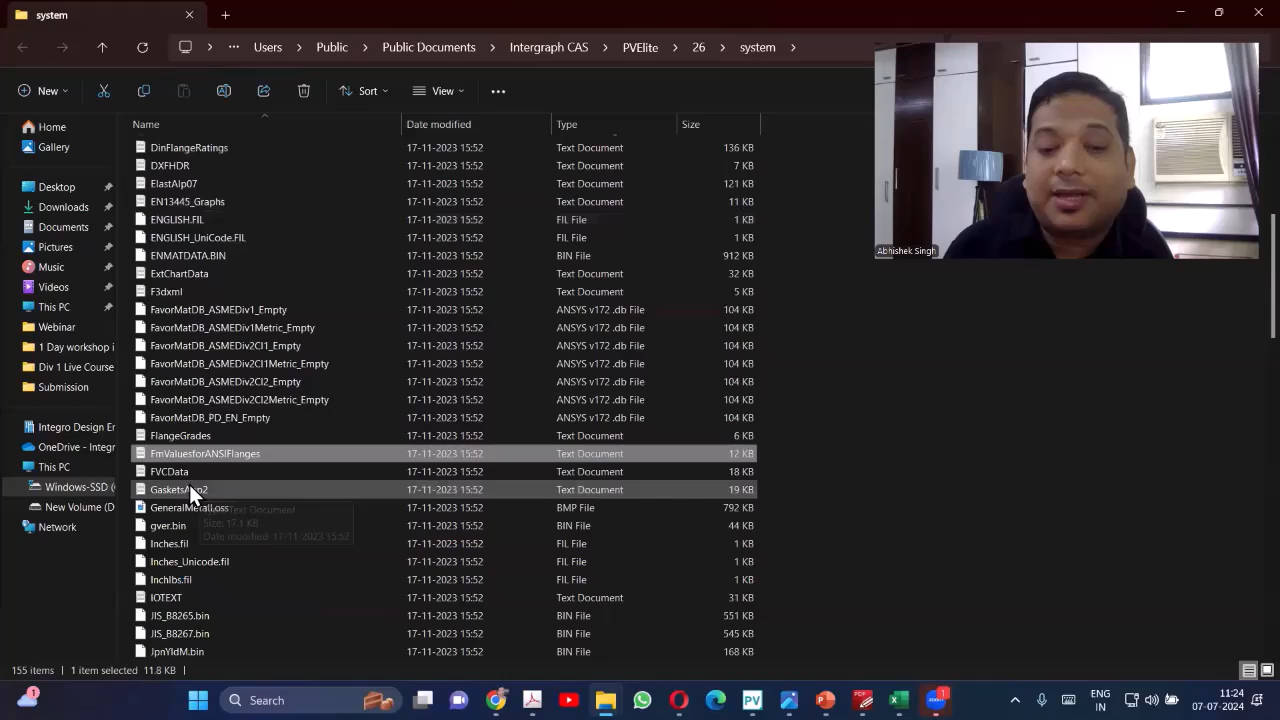 system
Users
Public
Public Documents
Intergraph CAS
PVElite
26
system
New
Sort
View
Name
Date modified
Type
Size
Home
Gallery
Desktop
Downloads
Documents
Pictures
Music
Videos
This PC
Webinar
1 Day workshop i
Div 1 Live Course
Submission
Integro Design En
OneDrive - Integr
This PC
Windows-SSD (
New Volume (D
Network
DinFlangeRatings 17-11-2023 15:52 Text Document 136 KB
DXFHDR 17-11-2023 15:52 Text Document 7 KB
ElastAlp07 17-11-2023 15:52 Text Document 121 KB
EN13445_Graphs 17-11-2023 15:52 Text Document 11 KB
ENGLISH.FIL 17-11-2023 15:52 FIL File 1 KB
ENGLISH_UniCode.FIL 17-11-2023 15:52 FIL File 1 KB
ENMATDATA.BIN 17-11-2023 15:52 BIN File 912 KB
ExtChartData 17-11-2023 15:52 Text Document 32 KB
F3dxml 17-11-2023 15:52 Text Document 5 KB
FavorMatDB_ASMEDiv1_Empty 17-11-2023 15:52 ANSYS v172 .db File 104 KB
FavorMatDB_ASMEDiv1Metric_Empty 17-11-2023 15:52 ANSYS v172 .db File 104 KB
FavorMatDB_ASMEDiv2Cl1_Empty 17-11-2023 15:52 ANSYS v172 .db File 104 KB
FavorMatDB_ASMEDiv2Cl1Metric_Empty 17-11-2023 15:52 ANSYS v172 .db File 104 KB
FavorMatDB_ASMEDiv2Cl2_Empty 17-11-2023 15:52 ANSYS v172 .db File 104 KB
FavorMatDB_ASMEDiv2Cl2Metric_Empty 17-11-2023 15:52 ANSYS v172 .db File 104 KB
FavorMatDB_PD_EN_Empty 17-11-2023 15:52 ANSYS v172 .db File 104 KB
FlangeGrades 17-11-2023 15:52 Text Document 6 KB
FmValuesforANSIFlanges 17-11-2023 15:52 Text Document 12 KB
FVCData 17-11-2023 15:52 Text Document 18 KB
17-11-2023 15:52 Text Document 19 KB
17-11-2023 15:52 BMP File 792 KB
Type: Text Document
Size: 17.1 KB
Date modified: 17-11-2023 15:52
gver.bin 17-11-2023 15:52 BIN File 44 KB
Inches.fil 17-11-2023 15:52 FIL File 1 KB
Inches_Unicode.fil 17-11-2023 15:52 FIL File 1 KB
Inchlbs.fil 17-11-2023 15:52 FIL File 1 KB
IOTEXT 17-11-2023 15:52 Text Document 31 KB
JIS_B8265.bin 17-11-2023 15:52 BIN File 551 KB
JIS_B8267.bin 17-11-2023 15:52 BIN File 545 KB
JpnYldM.bin 17-11-2023 15:52 BIN File 168 KB
Abhishek Singh
155 items 1 item selected 11.8 KB
Search
ENG
IN
11:24
07-07-2024